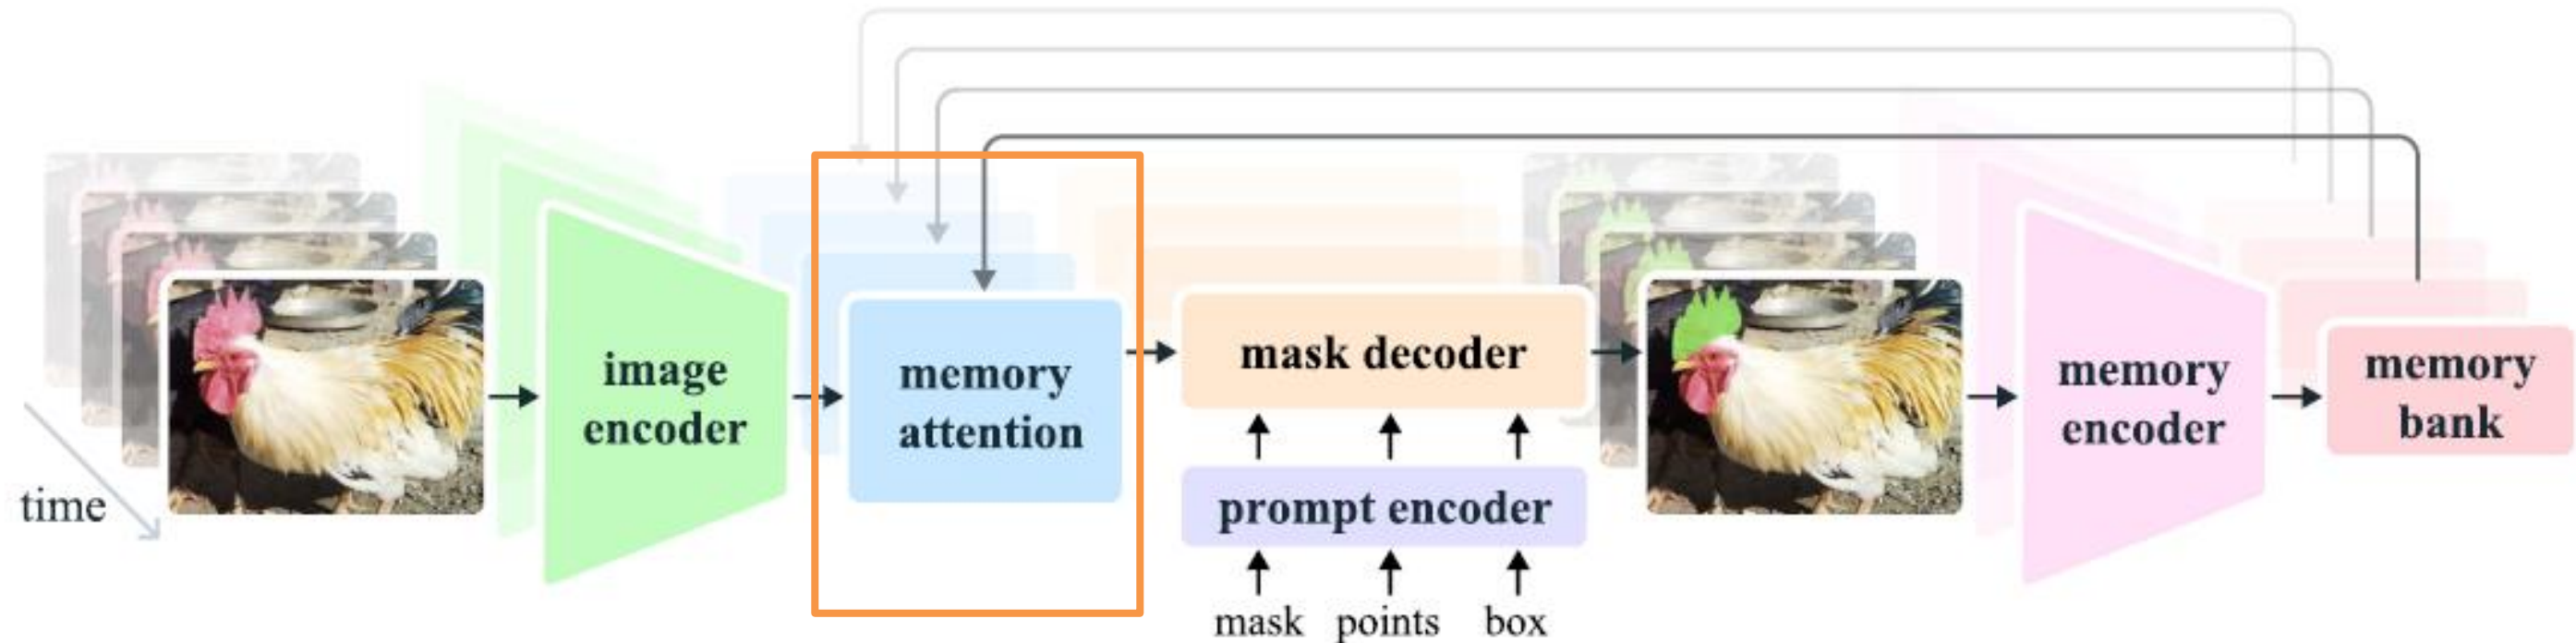 time
image
encoder
memory
attention
mask decoder
prompt encoder
mask points box
memory
encoder
memory
bank